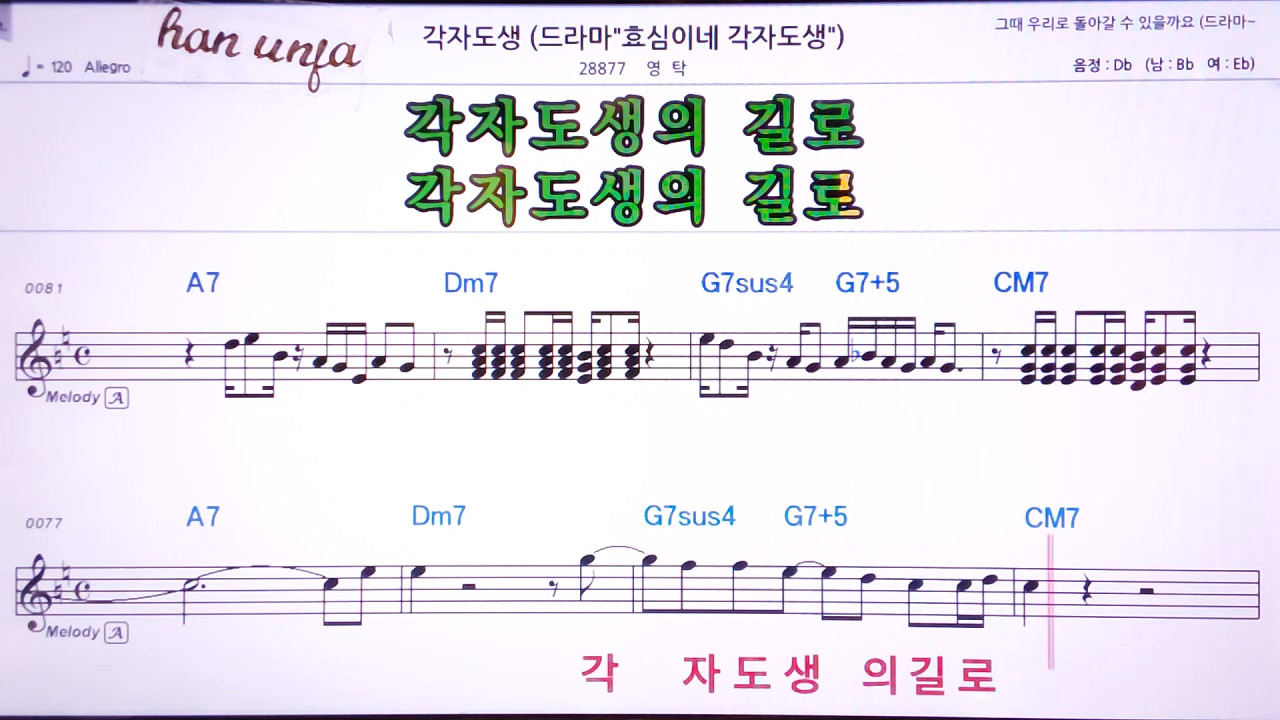 han unja
각자도생 (드라마"효심이네 각자도생")
그때 우리로 돌아갈 수 있을까요 (드라마~
♩= 120 Allegro
28877 영 탁
음정 : Db (남 : Bb 여 : Eb)
각자도생의 길로
각자도생의 길로
0081
A7 Dm7 G7sus4 G7+5 CM7
Melody A
0077
A7 Dm7 G7sus4 G7+5 CM7
Melody A
각 자 도 생 의 길 로